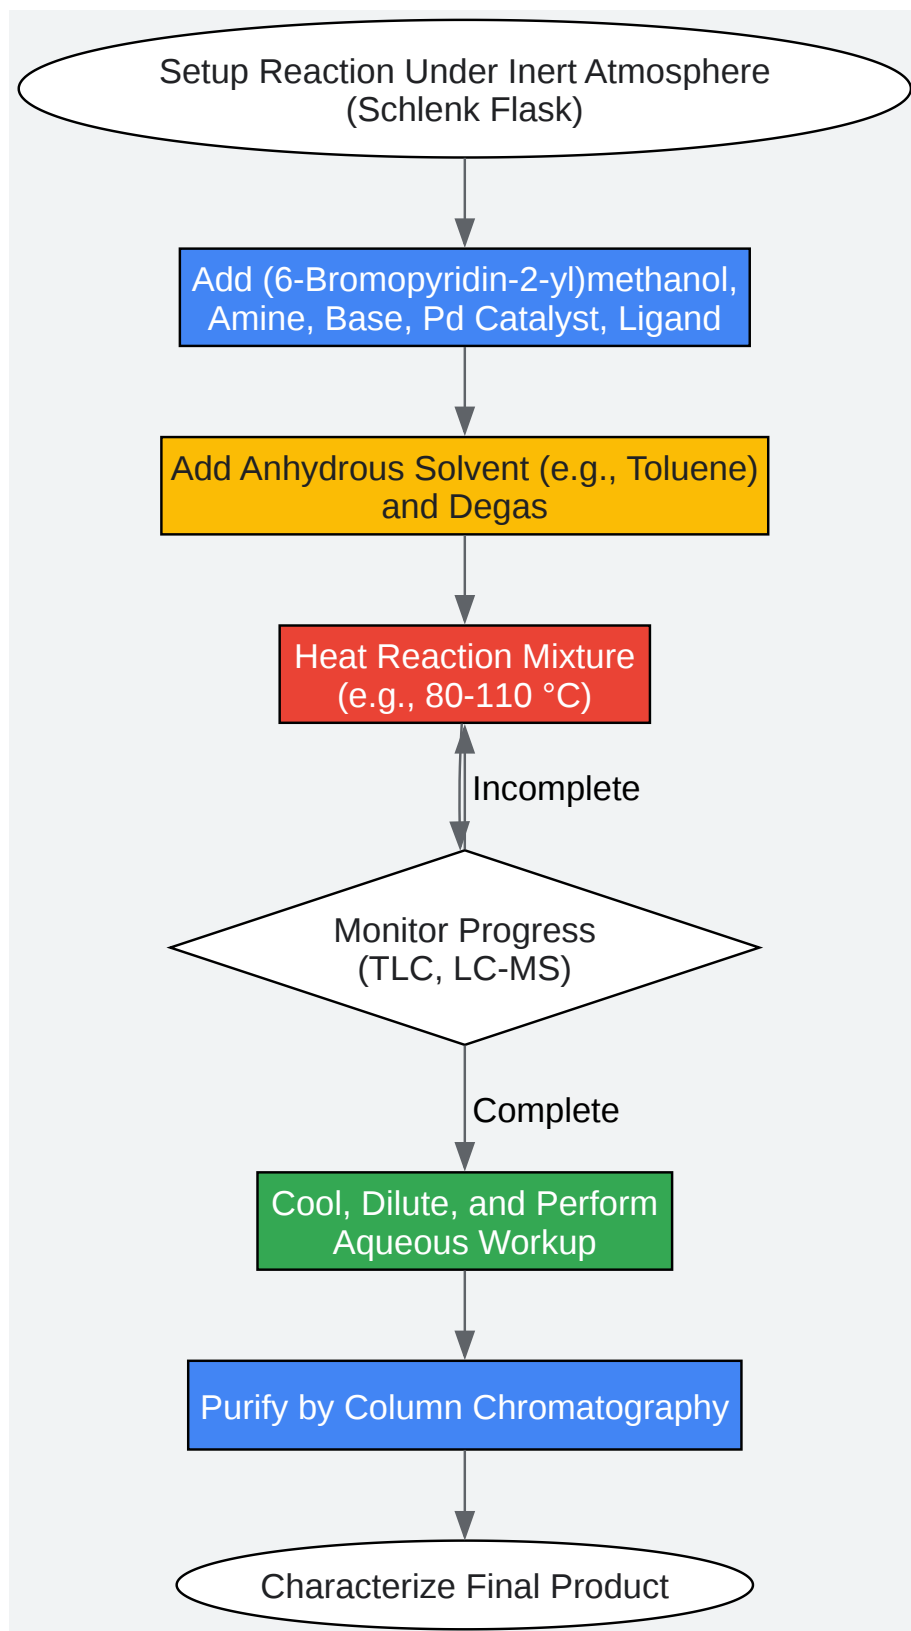 Setup Reaction Under Inert Atmosphere
(Schlenk Flask)
Add (6-Bromopyridin-2-yl)methanol,
Amine, Base, Pd Catalyst, Ligand
Add Anhydrous Solvent (e.g., Toluene)
and Degas
Heat Reaction Mixture
(e.g., 80-110 °C)
Incomplete
Monitor Progress
(TLC, LC-MS)
Complete
Cool, Dilute, and Perform
Aqueous Workup
Purify by Column Chromatography
Characterize Final Product